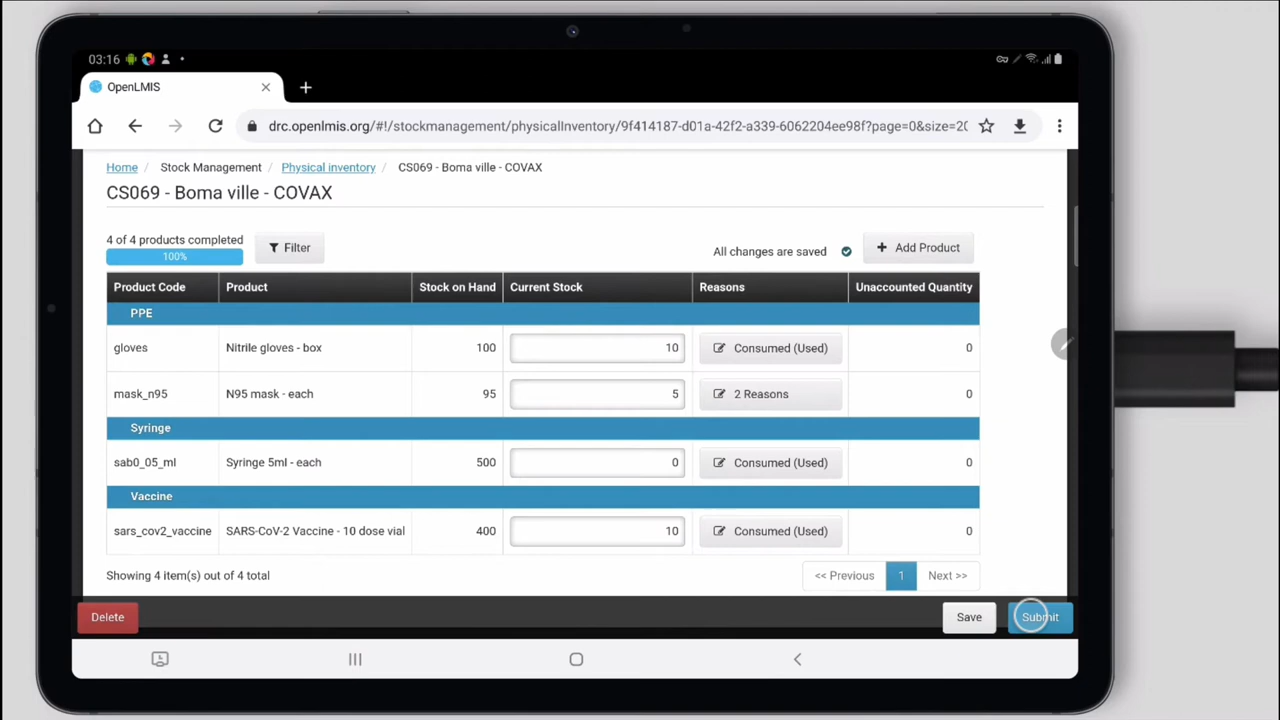 03:16
OpenLMIS
drc.openlmis.org/#!/stockmanagement/physicalInventory/9f414187-d01a-42f2-a339-6062204ee98f?page=0&size=20
Home / Stock Management / Physical inventory / CS069 - Boma ville - COVAX
CS069 - Boma ville - COVAX
4 of 4 products completed
100%
Filter
All changes are saved
+ Add Product
Product Code Product Stock on Hand Current Stock Reasons Unaccounted Quantity
PPE
gloves Nitrile gloves - box 100 10 Consumed (Used) 0
mask_n95 N95 mask - each 95 5 2 Reasons 0
Syringe
sab0_05_ml Syringe 5ml - each 500 0 Consumed (Used) 0
Vaccine
sars_cov2_vaccine SARS-CoV-2 Vaccine - 10 dose vial 400 10 Consumed (Used) 0
Showing 4 item(s) out of 4 total
<< Previous 1 Next >>
Delete Save Submit